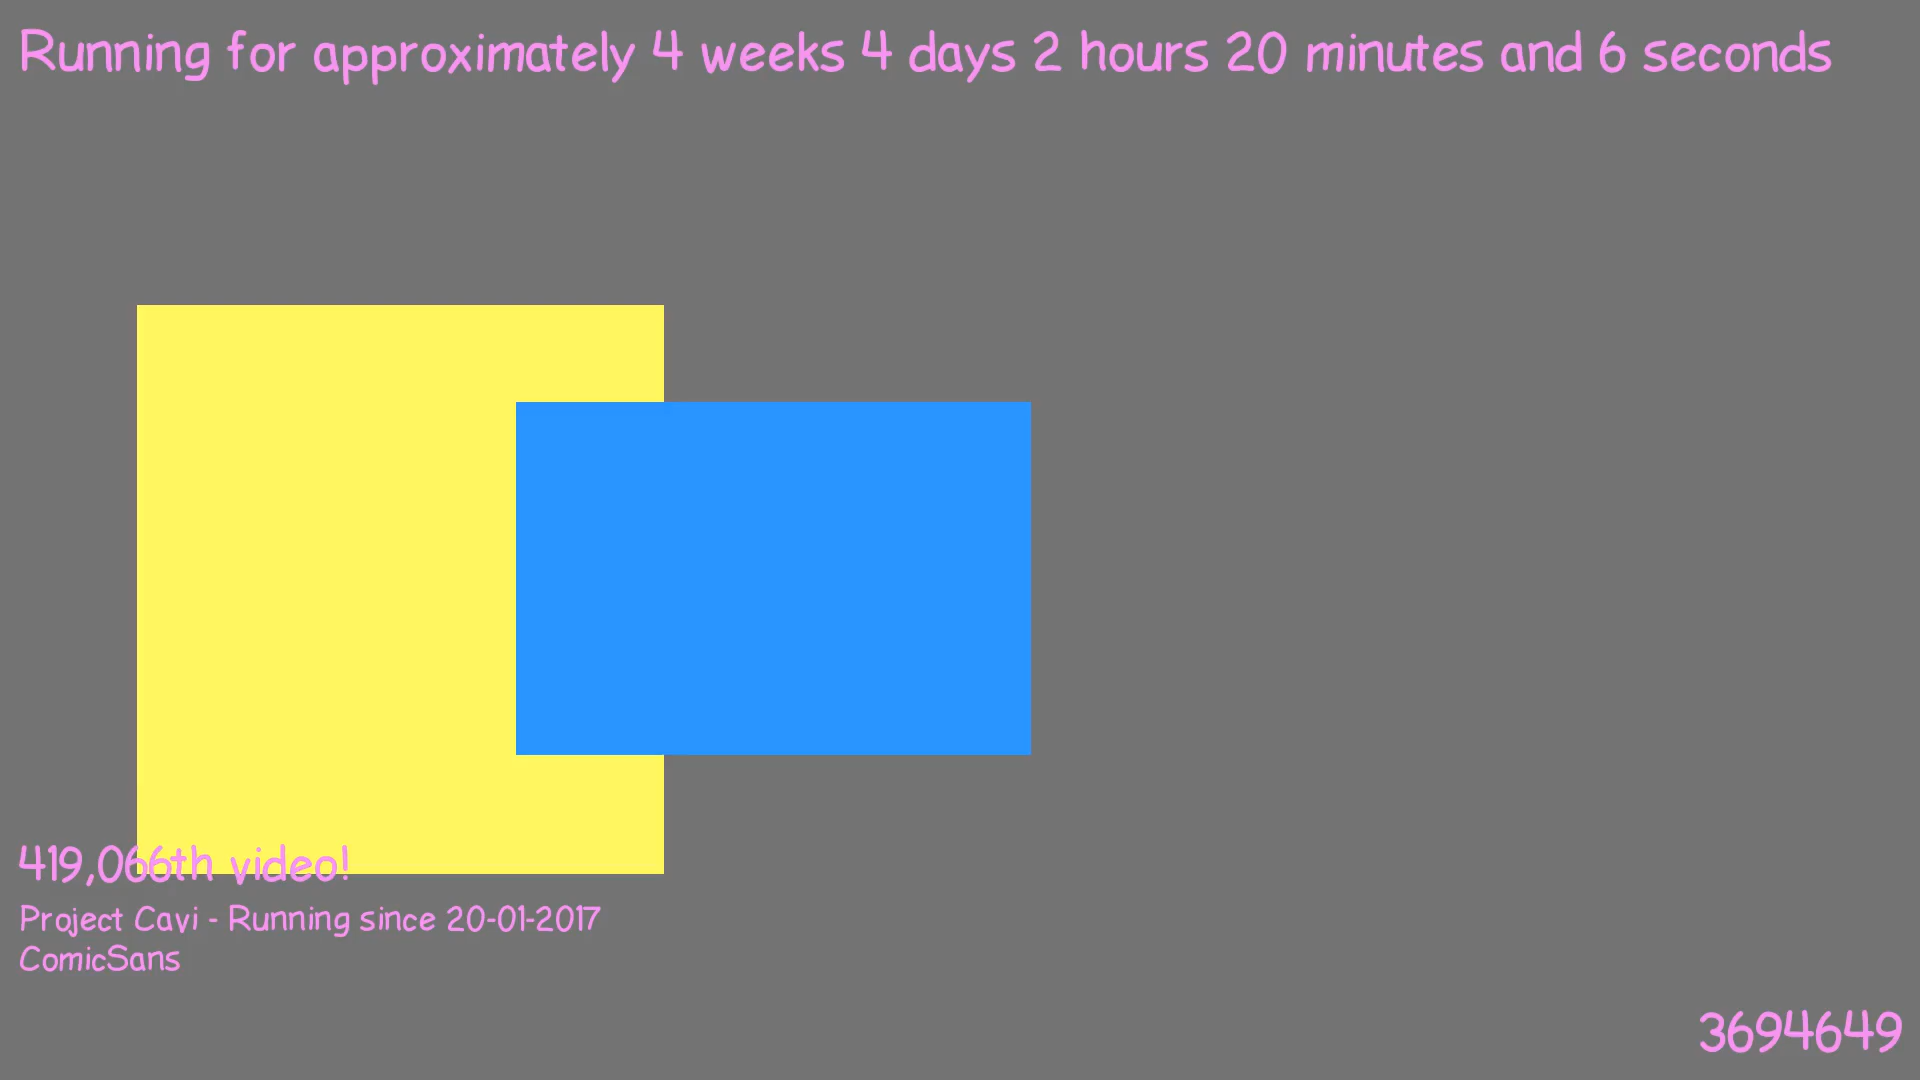 Running for approximately 4 weeks 4 days 2 hours 20 minutes and 6 seconds
419,066th video!
Project Cavi - Running since 20-01-2017
ComicSans
3694649